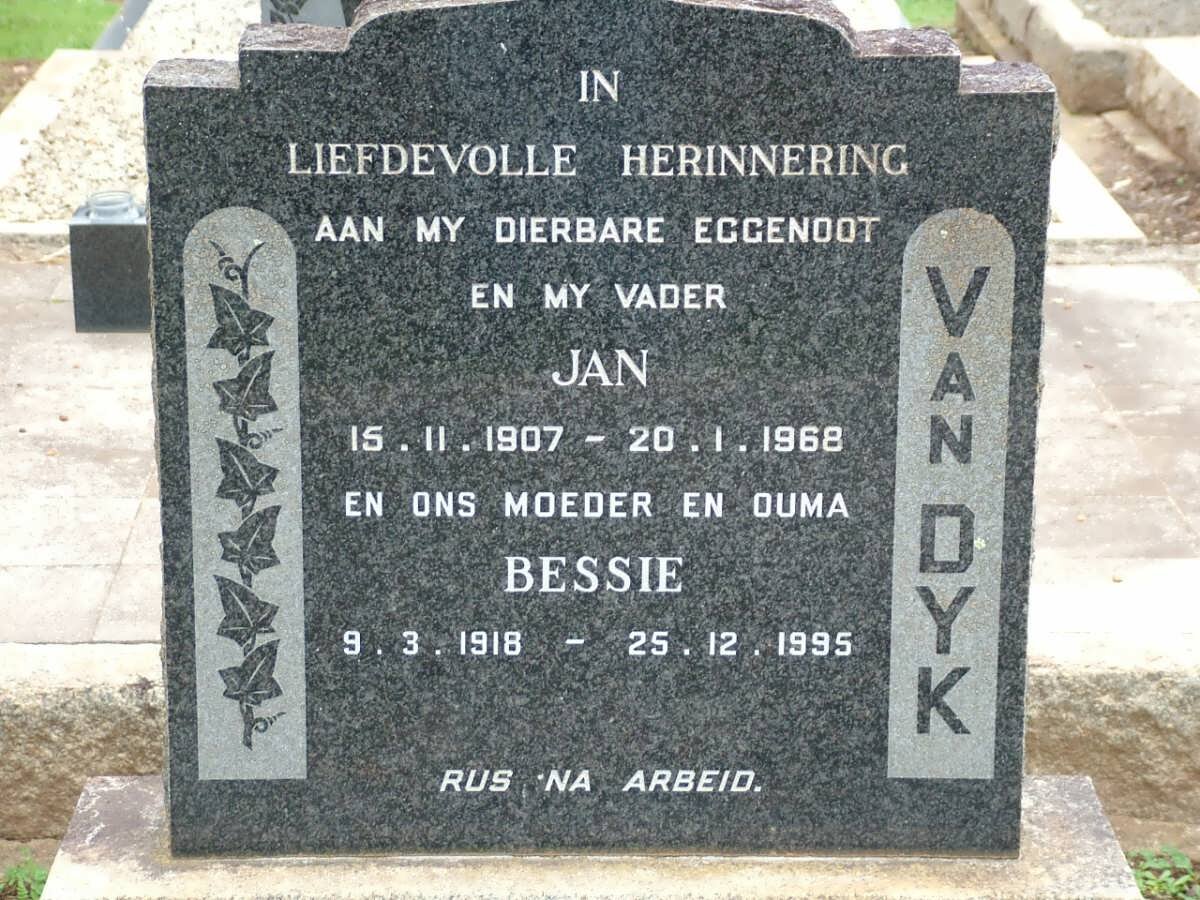 IN
LIEFDEVOLLE HERINNERING
AAN MY DIERBARE EGGENOOT
EN MY VADER
JAN
15.11.1907 - 20.1.1968
EN ONS MOEDER EN OUMA
BESSIE
9.3.1918 - 25.12.1995
RUS NA ARBEID.
VAN DYK